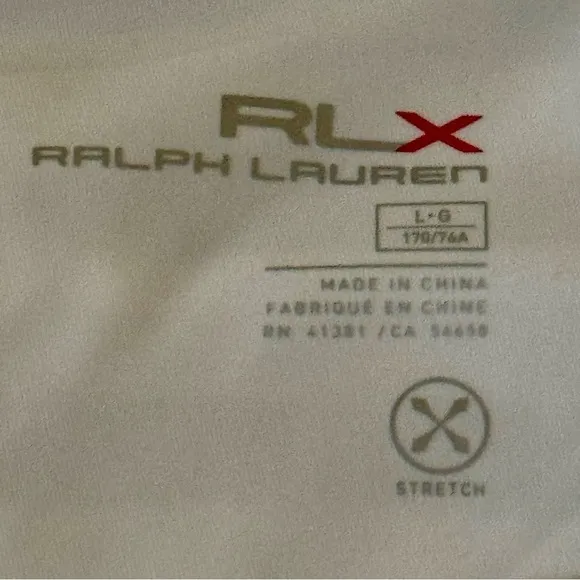 RLX
RALPH LAUREN
L•G
170/76A
MADE IN CHINA
FABRIQUÉ EN CHINE
RN 41381 / CA 56658
STRETCH